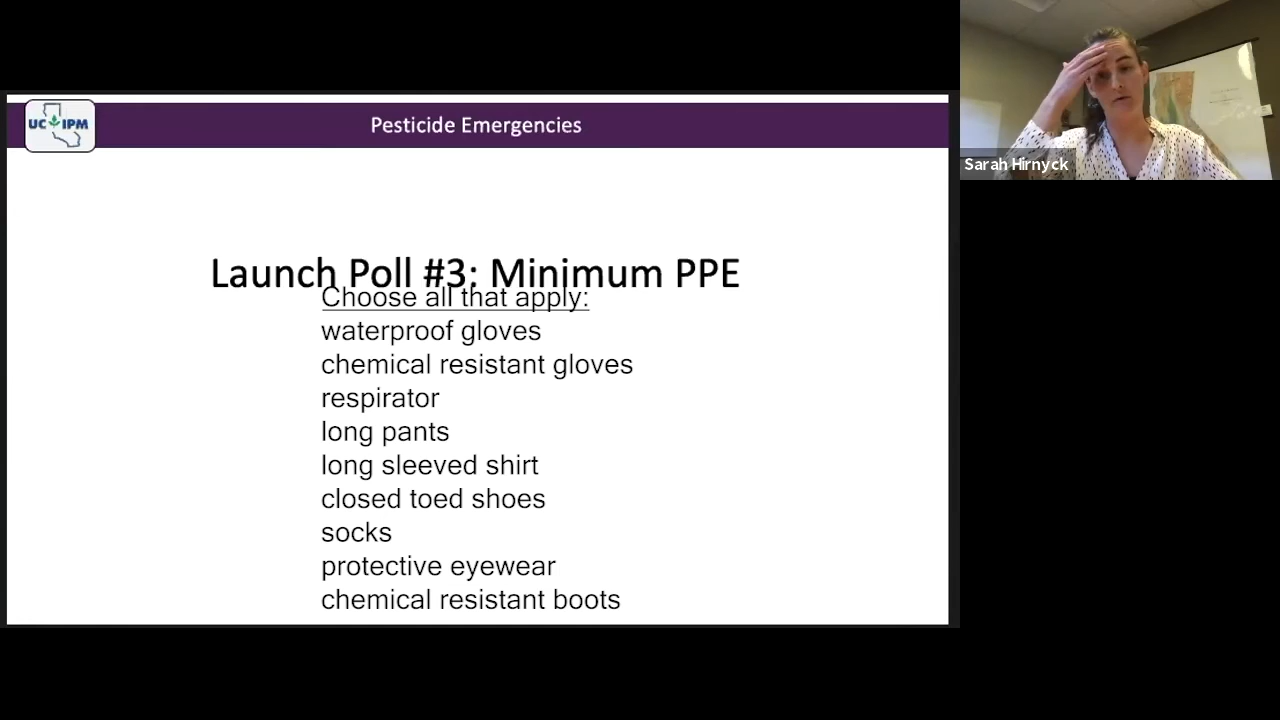 UC IPM
Pesticide Emergencies
Sarah Hirnyck
Launch Poll #3: Minimum PPE
Choose all that apply:
waterproof gloves
chemical resistant gloves
respirator
long pants
long sleeved shirt
closed toed shoes
socks
protective eyewear
chemical resistant boots